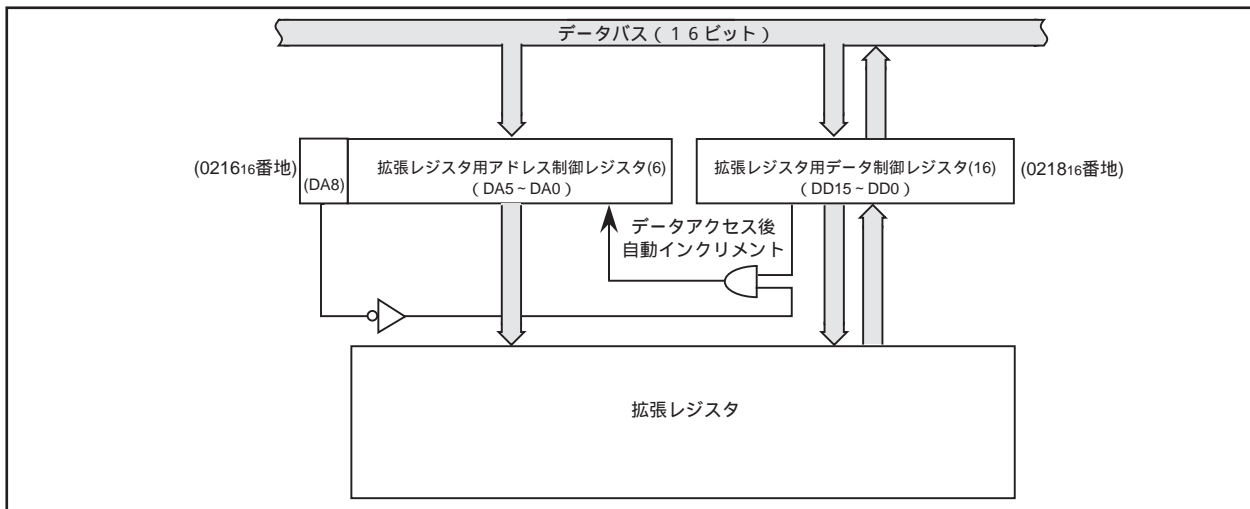 データバス(16ビット)
(021616番地)
(DA8)
拡張レジスタ用アドレス制御レジスタ(6)
(DA5~DA0)
拡張レジスタ用データ制御レジスタ(16)
(DD15~DD0)
(021816番地)
データアクセス後
自動インクリメント
拡張レジスタ